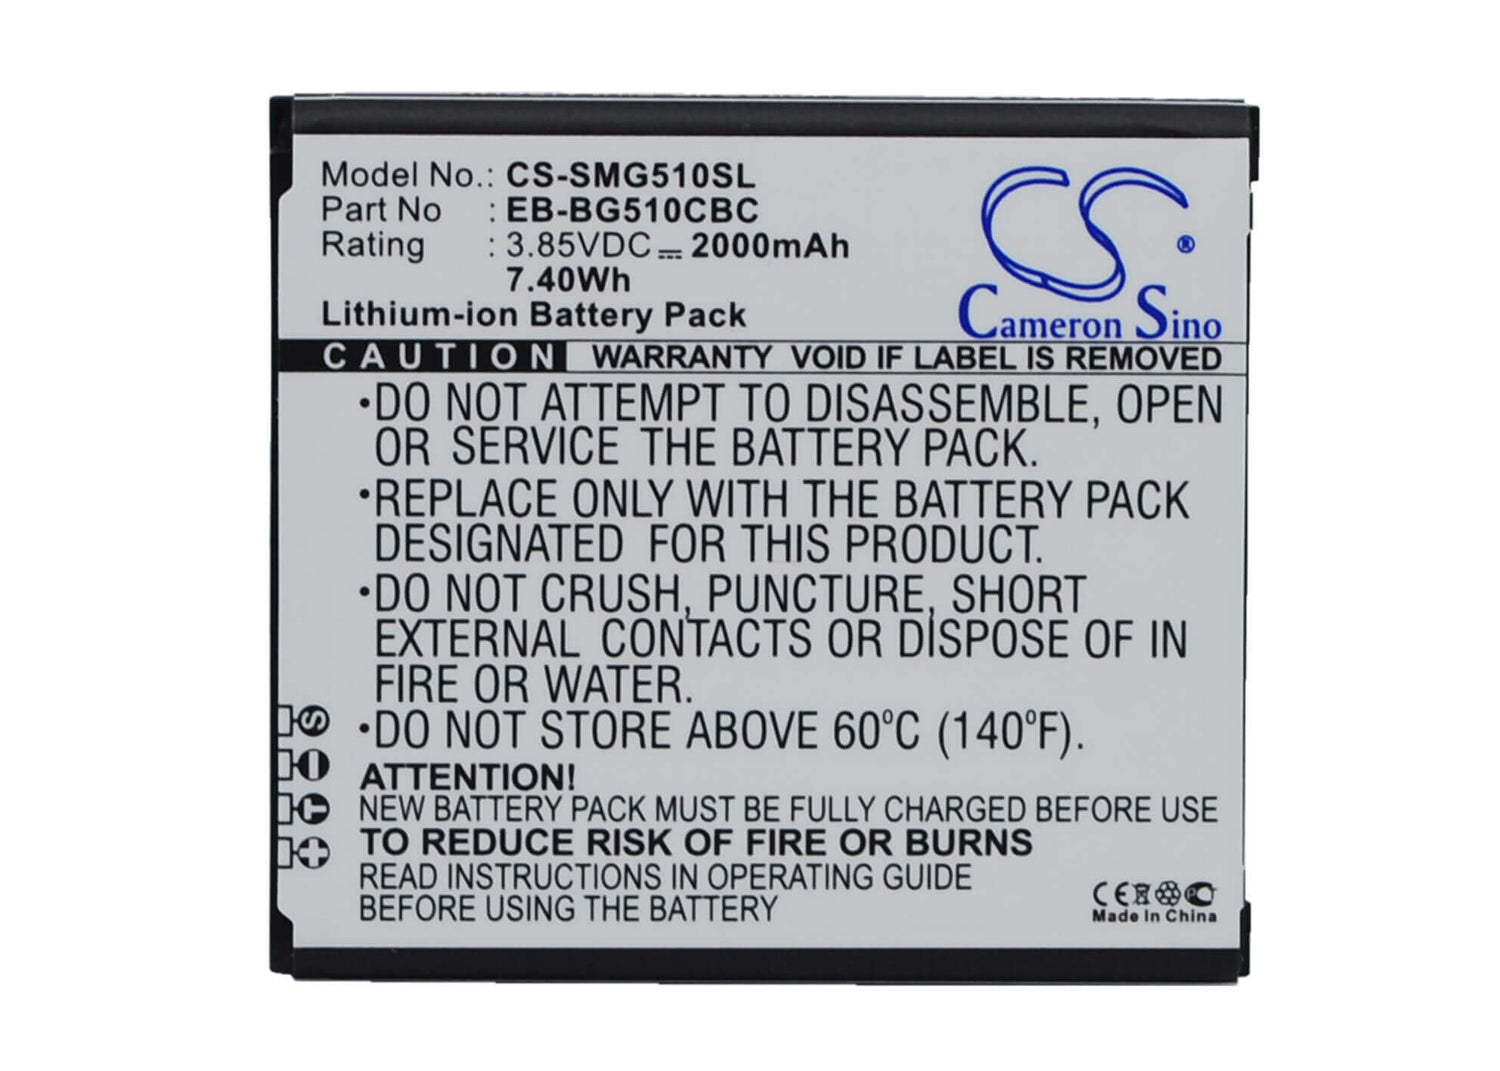 Model No.: CS-SMG510SL
Part No : EB-BG510CBC
Rating : 3.85VDC 2000mAh
7.40Wh
Lithium-ion Battery Pack
CS ®
Cameron Sino
CAUTION WARRANTY VOID IF LABEL IS REMOVED
•DO NOT ATTEMPT TO DISASSEMBLE, OPEN
OR SERVICE THE BATTERY PACK.
•REPLACE ONLY WITH THE BATTERY PACK
DESIGNATED FOR THIS PRODUCT.
•DO NOT CRUSH, PUNCTURE, SHORT
EXTERNAL CONTACTS OR DISPOSE OF IN
FIRE OR WATER.
•DO NOT STORE ABOVE 60°C (140°F).
S
T
+
ATTENTION!
NEW BATTERY PACK MUST BE FULLY CHARGED BEFORE USE
TO REDUCE RISK OF FIRE OR BURNS
READ INSTRUCTIONS IN OPERATING GUIDE
BEFORE USING THE BATTERY
CE
Made In China